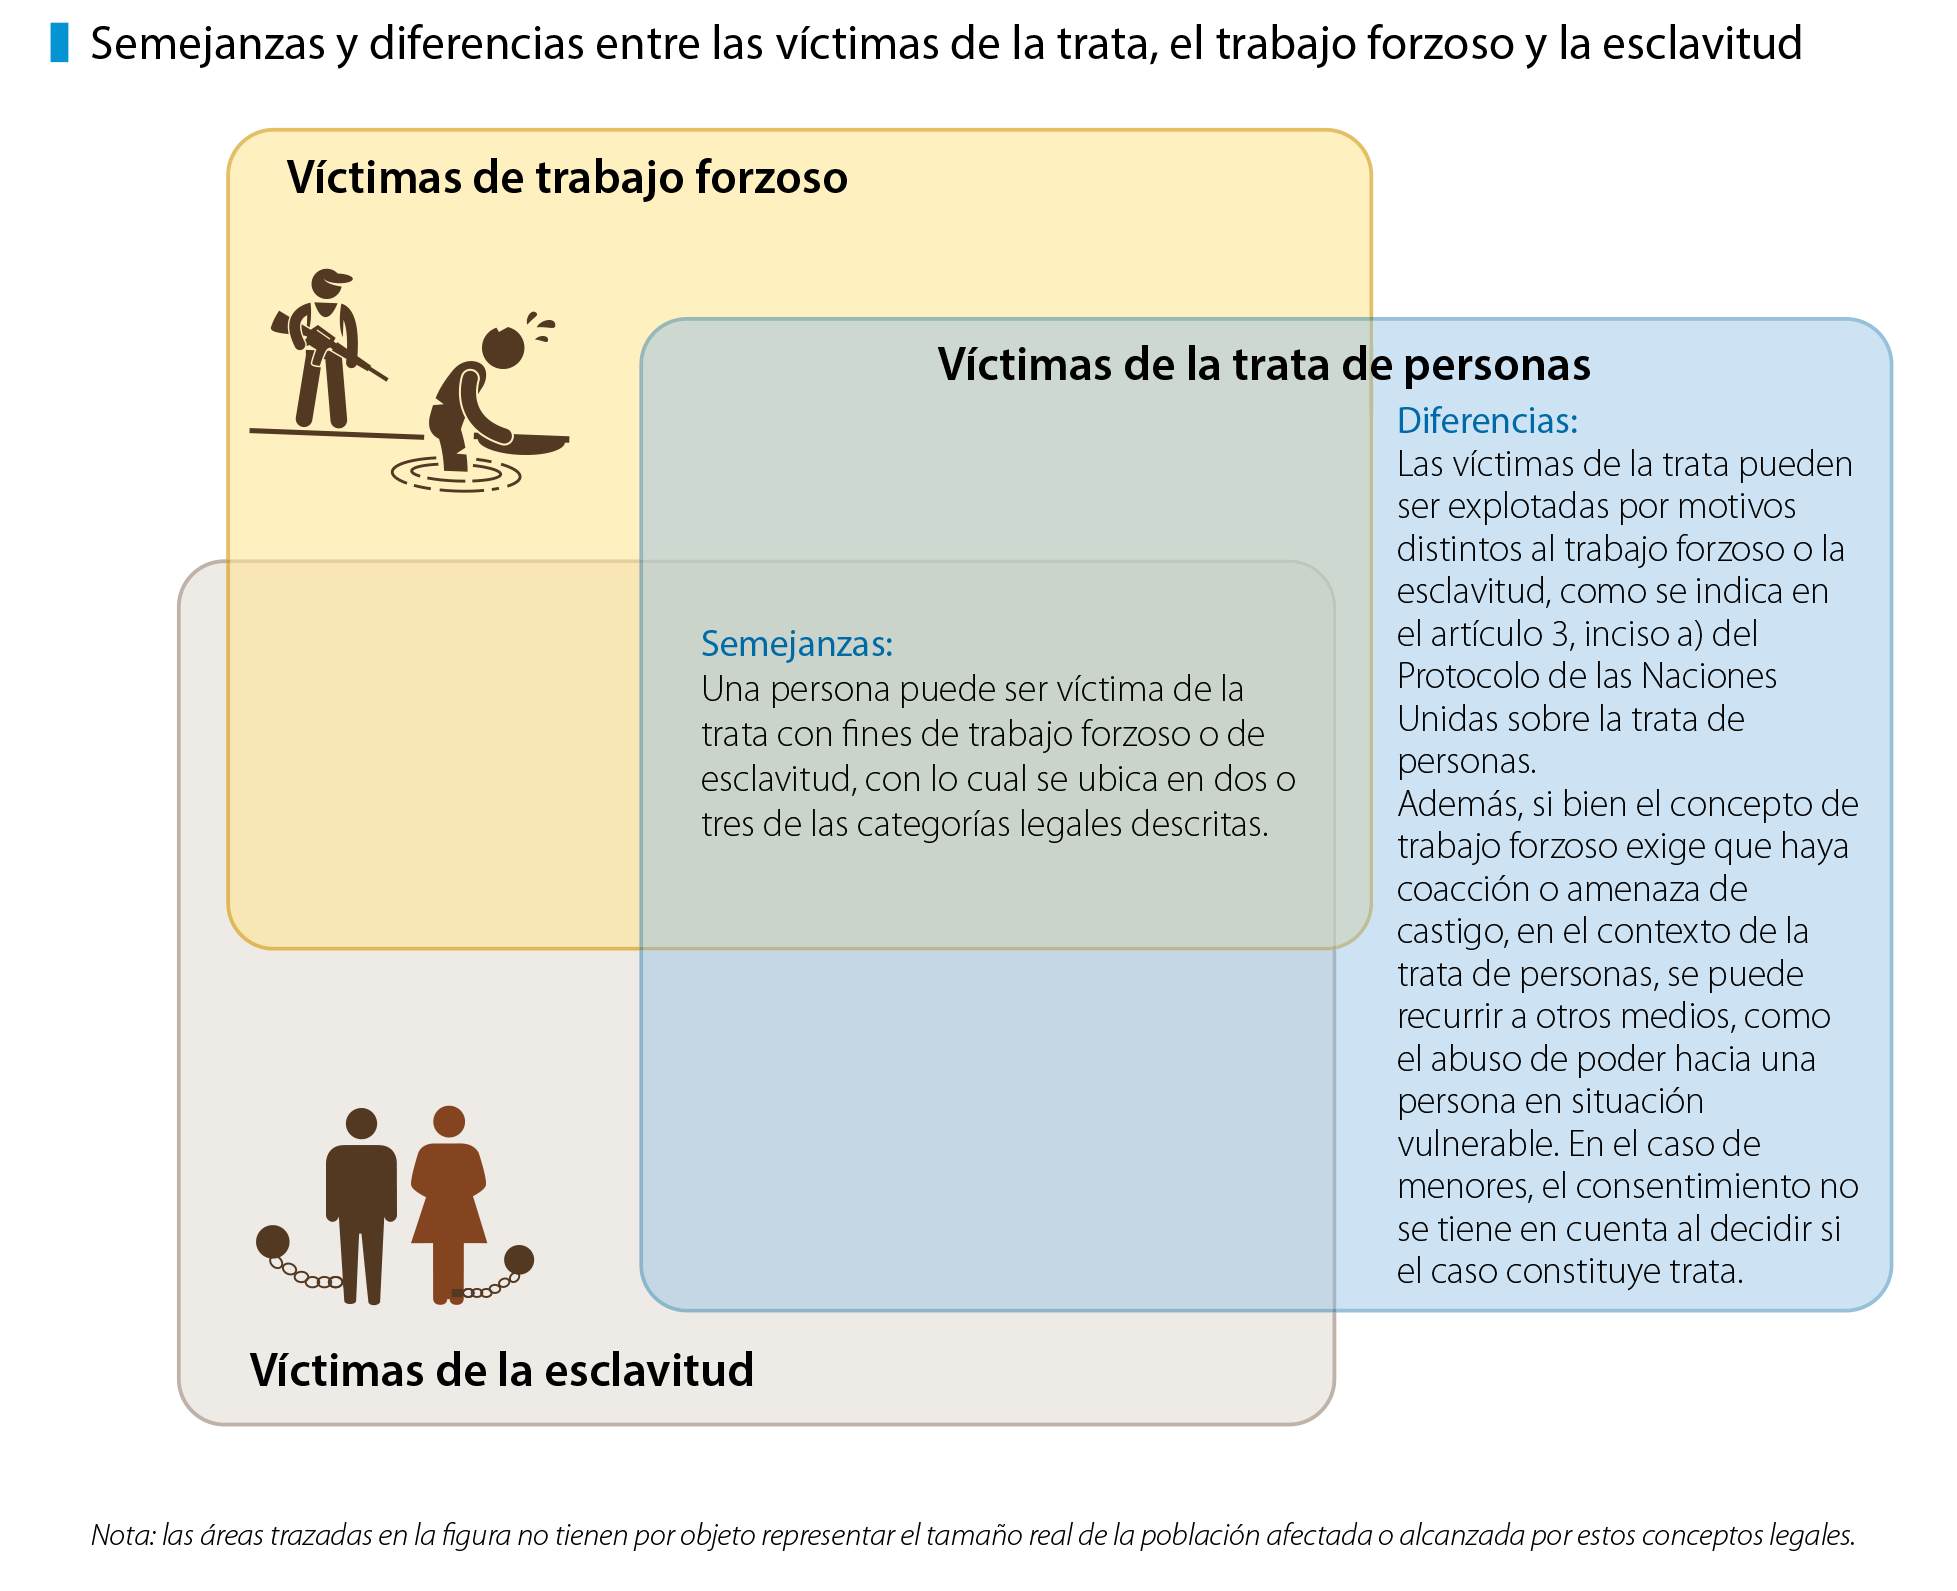 Semejanzas y diferencias entre las víctimas de la trata, el trabajo forzoso y la esclavitud
Víctimas de trabajo forzoso
Víctimas de la trata de personas
Diferencias:
Las víctimas de la trata pueden
ser explotadas por motivos
distintos al trabajo forzoso o la
esclavitud, como se indica en
el artículo 3, inciso a) del
Protocolo de las Naciones
Unidas sobre la trata de
personas.
Además, si bien el concepto de
trabajo forzoso exige que haya
coacción o amenaza de
castigo, en el contexto de la
trata de personas, se puede
recurrir a otros medios, como
el abuso de poder hacia una
persona en situación
vulnerable. En el caso de
menores, el consentimiento no
se tiene en cuenta al decidir si
el caso constituye trata.
Semejanzas:
Una persona puede ser víctima de la
trata con fines de trabajo forzoso o de
esclavitud, con lo cual se ubica en dos o
tres de las categorías legales descritas.
Víctimas de la esclavitud
Nota: las áreas trazadas en la figura no tienen por objeto representar el tamaño real de la población afectada o alcanzada por estos conceptos legales.